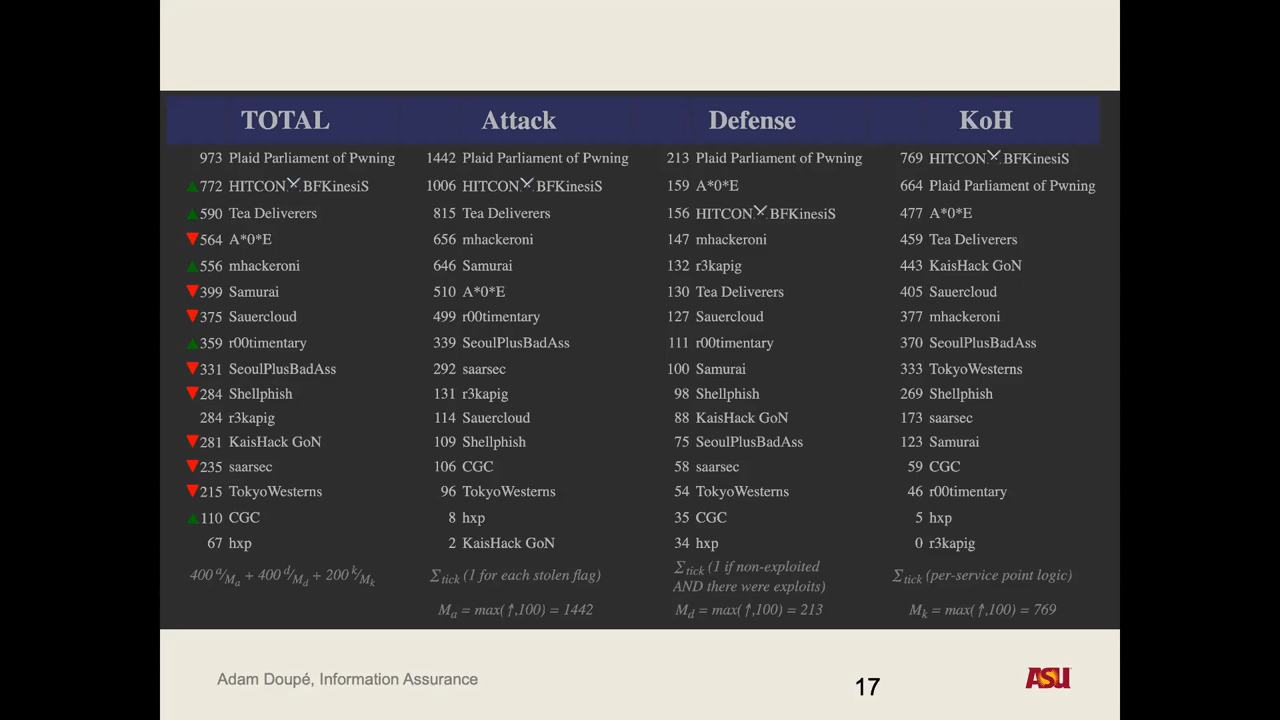 TOTAL Attack Defense KoH
973 Plaid Parliament of Pwning 1442 Plaid Parliament of Pwning 213 Plaid Parliament of Pwning 769 HITCON⚔BFKinesiS
▲772 HITCON⚔BFKinesiS 1006 HITCON⚔BFKinesiS 159 A*0*E 664 Plaid Parliament of Pwning
▲590 Tea Deliverers 815 Tea Deliverers 156 HITCON⚔BFKinesiS 477 A*0*E
▼564 A*0*E 656 mhackeroni 147 mhackeroni 459 Tea Deliverers
▲556 mhackeroni 646 Samurai 132 r3kapig 443 KaisHack GoN
▼399 Samurai 510 A*0*E 130 Tea Deliverers 405 Sauercloud
▼375 Sauercloud 499 r00timentary 127 Sauercloud 377 mhackeroni
▲359 r00timentary 339 SeoulPlusBadAss 111 r00timentary 370 SeoulPlusBadAss
▼331 SeoulPlusBadAss 292 saarsec 100 Samurai 333 TokyoWesterns
▼284 Shellphish 131 r3kapig 98 Shellphish 269 Shellphish
284 r3kapig 114 Sauercloud 88 KaisHack GoN 173 saarsec
▼281 KaisHack GoN 109 Shellphish 75 SeoulPlusBadAss 123 Samurai
▼235 saarsec 106 CGC 58 saarsec 59 CGC
▼215 TokyoWesterns 96 TokyoWesterns 54 TokyoWesterns 46 r00timentary
▲110 CGC 8 hxp 35 CGC 5 hxp
67 hxp 2 KaisHack GoN 34 hxp 0 r3kapig
400 a/Ma + 400 d/Md + 200 k/Mk Σtick (1 for each stolen flag) Σtick (1 if non-exploited Σtick (per-service point logic)
AND there were exploits)
Ma = max(↑,100) = 1442 Md = max(↑,100) = 213 Mk = max(↑,100) = 769
Adam Doupé, Information Assurance 17 ASU